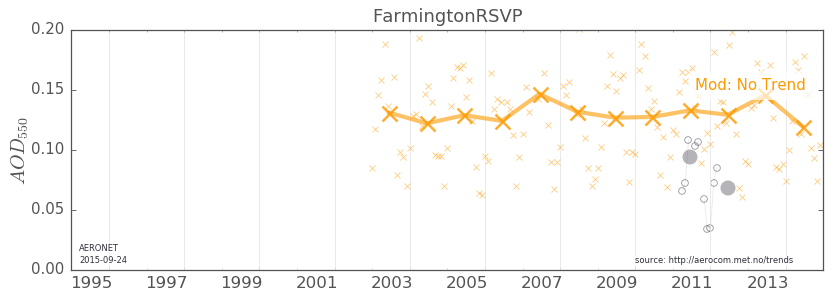 FarmingtonRSVP
0.20
0.15
0.10
0.05
0.00
AOD550
Mod: No Trend
AERONET
2015-09-24
source: http://aerocom.met.no/trends
1995 1997 1999 2001 2003 2005 2007 2009 2011 2013